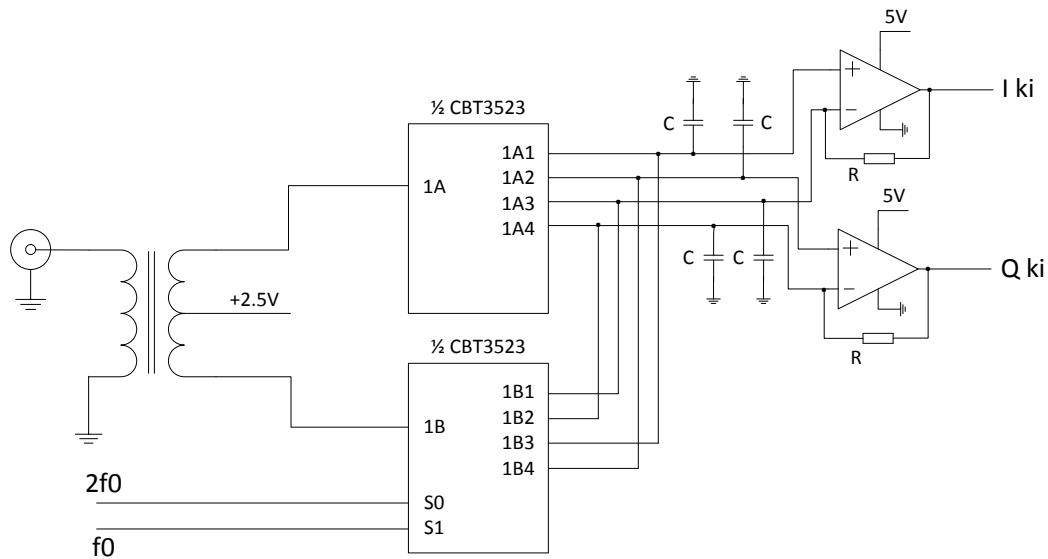 5V
I ki
R
C
C
½ CBT3523
1A
1A1
1A2
1A3
1A4
5V
Q ki
R
C
C
+2.5V
½ CBT3523
1B
1B1
1B2
1B3
1B4
2f0
S0
f0
S1
+
−
+
−